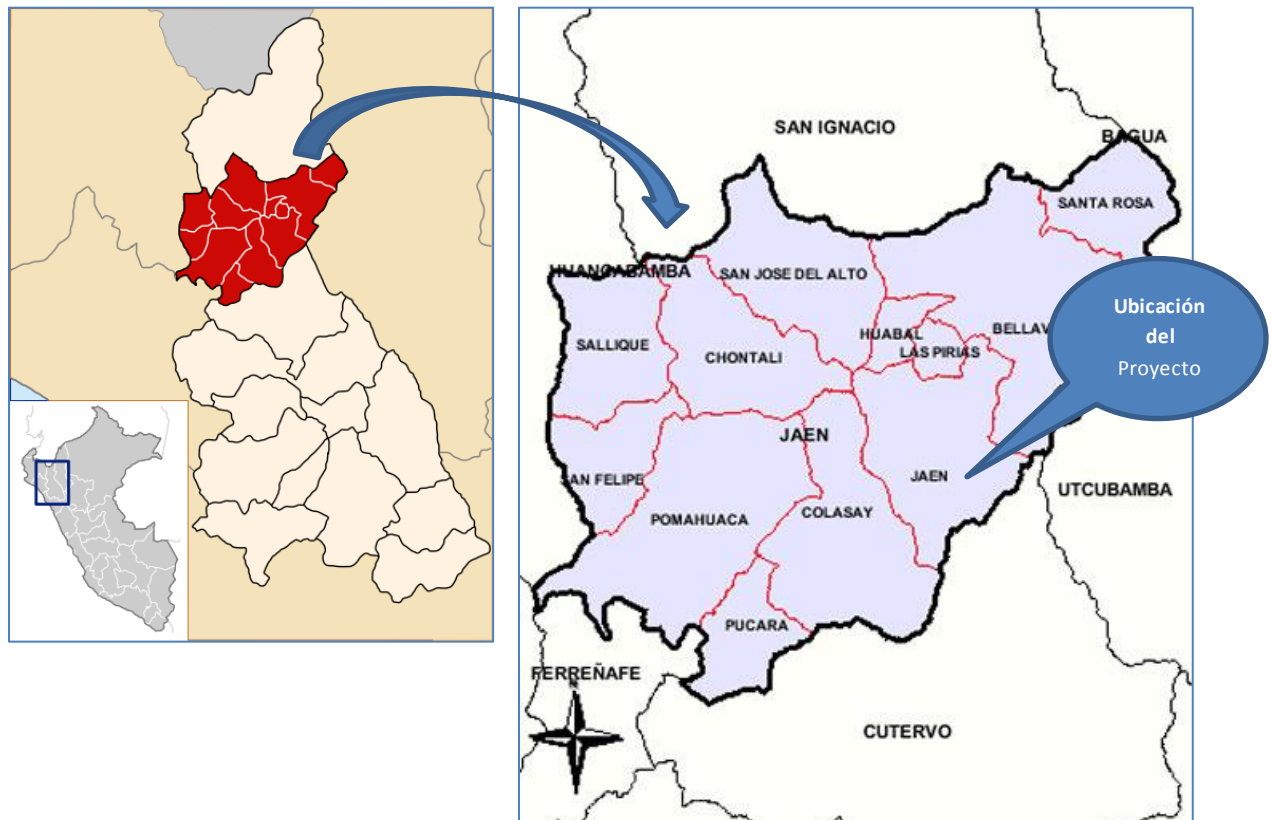 SAN IGNACIO
BAGUA
SANTA ROSA
HUANCABAMBA
SAN JOSE DEL ALTO
Ubicación
del
Proyecto
HUABAL
BELLAV
SALLIQUE
CHONTALI
LAS PIRIAS
JAEN
SAN FELIPE
JAEN
UTCUBAMBA
POMAHUACA
COLASAY
PUCARA
FERREÑAFE
N
CUTERVO